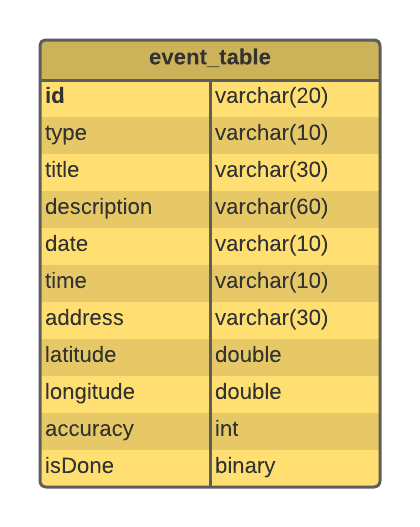 event_table
id varchar(20)
type varchar(10)
title varchar(30)
description varchar(60)
date varchar(10)
time varchar(10)
address varchar(30)
latitude double
longitude double
accuracy int
isDone binary